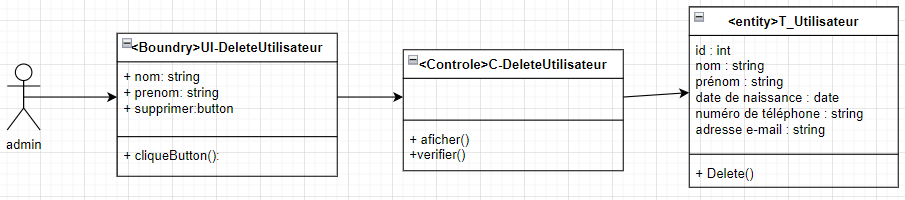 admin
<Boundry>UI-DeleteUtilisateur
+ nom: string
+ prenom: string
+ supprimer:button
+ cliqueButton():
<Controle>C-DeleteUtilisateur
+ aficher()
+verifier()
<entity>T_Utilisateur
id : int
nom : string
prénom : string
date de naissance : date
numéro de téléphone : string
adresse e-mail : string
+ Delete()